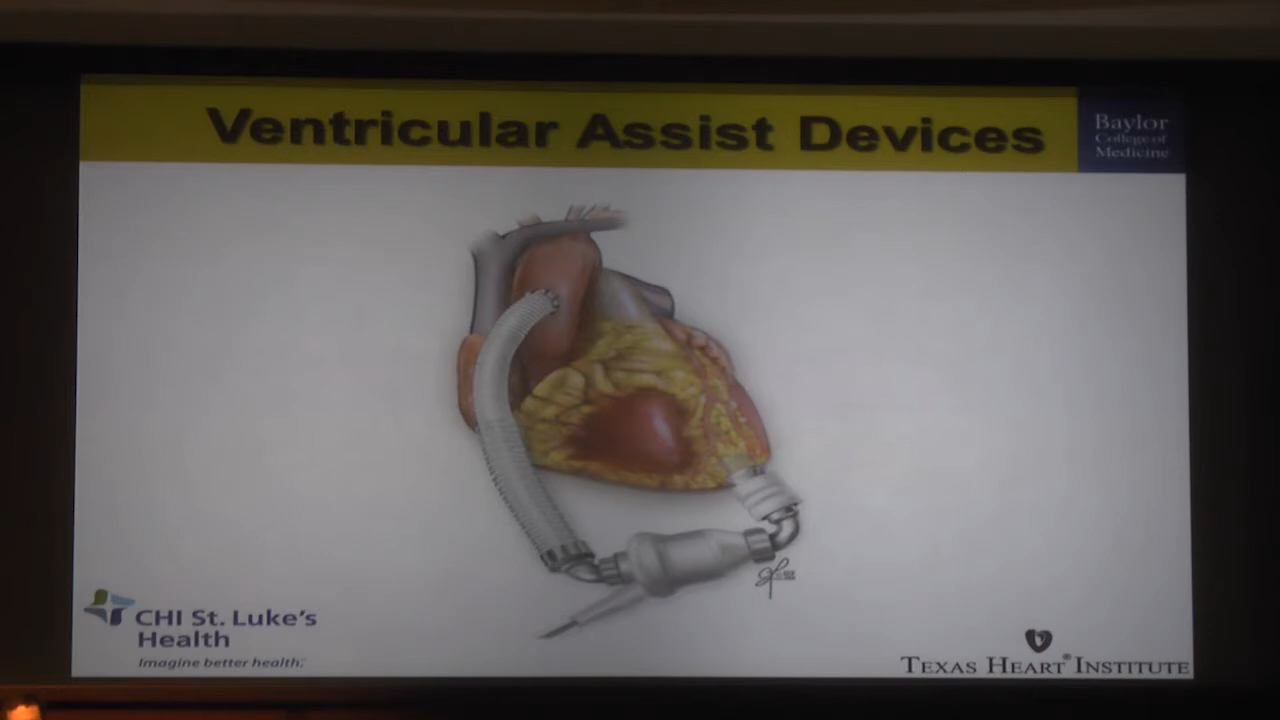 Ventricular Assist Devices
Baylor
College of
Medicine
CHI St. Luke's
Health
Imagine better health.
TEXAS HEART® INSTITUTE